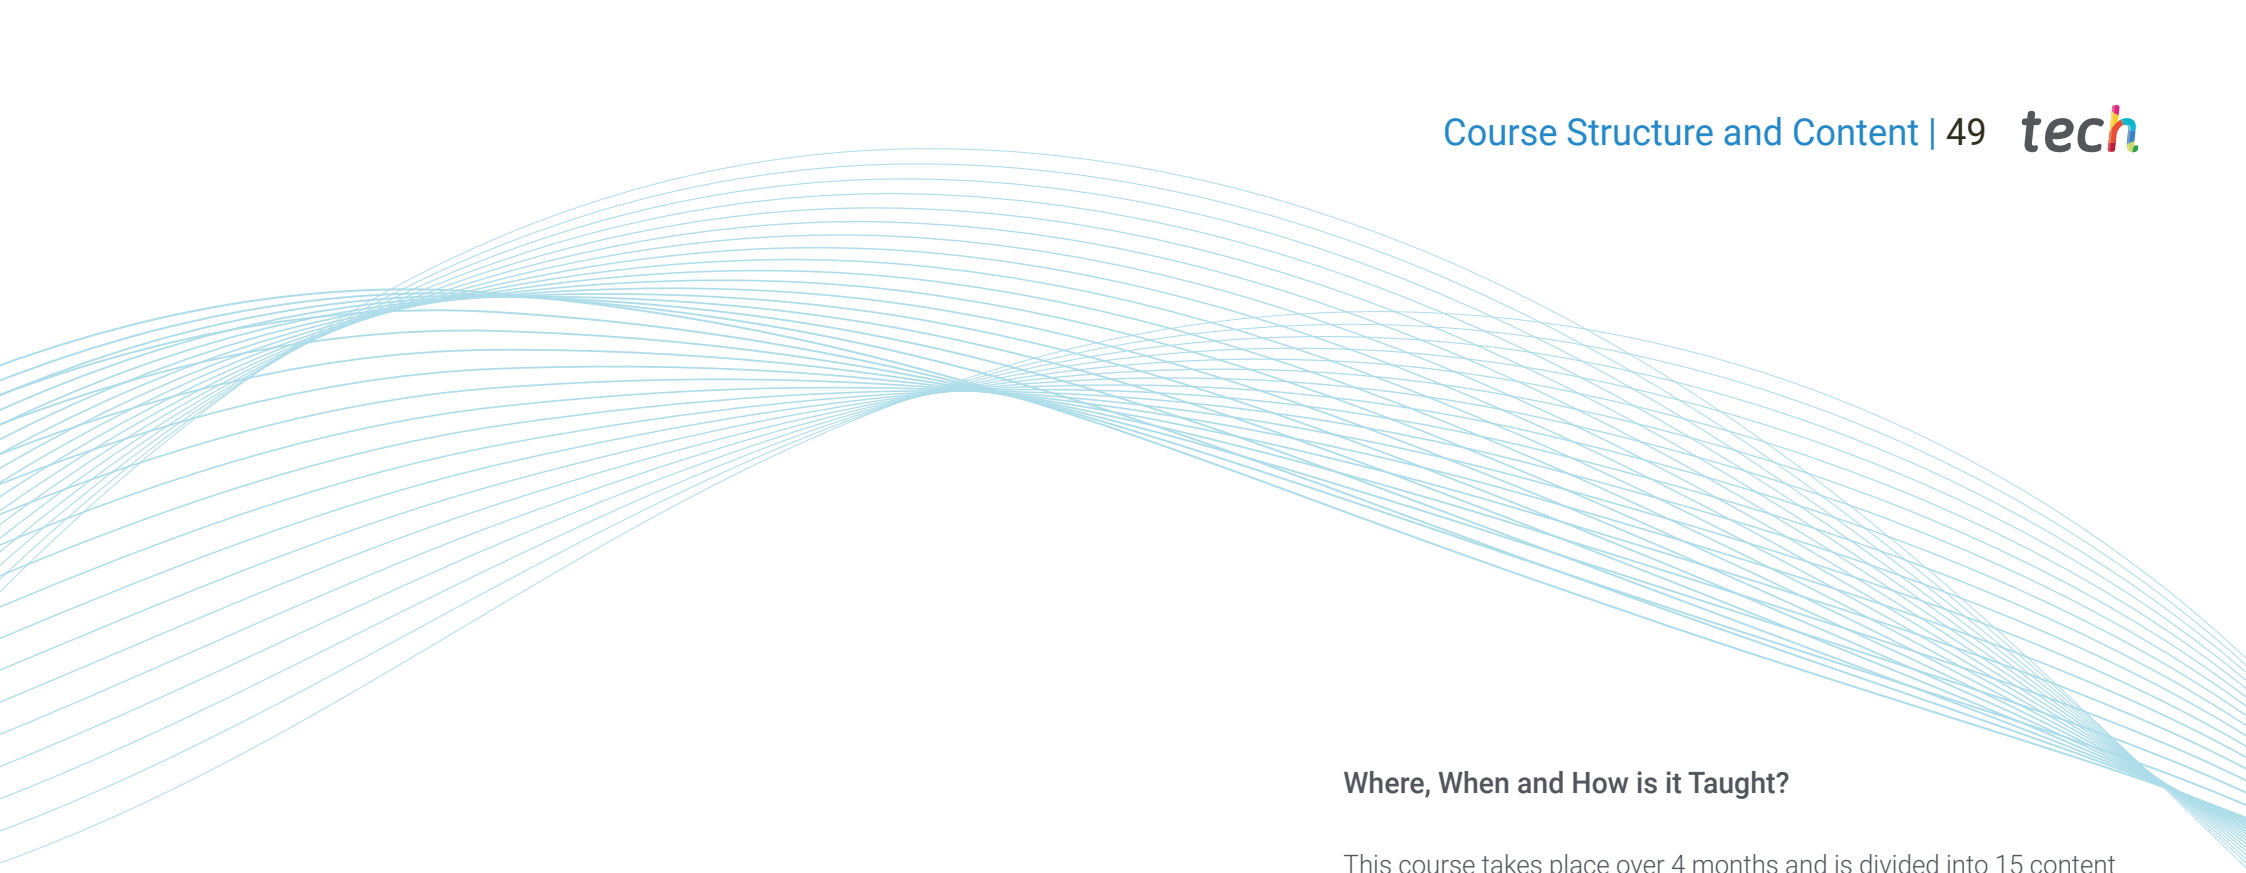 Course Structure and Content | 49 tech
Where, When and How is it Taught?
This course takes place over 4 months and is divided into 15 content